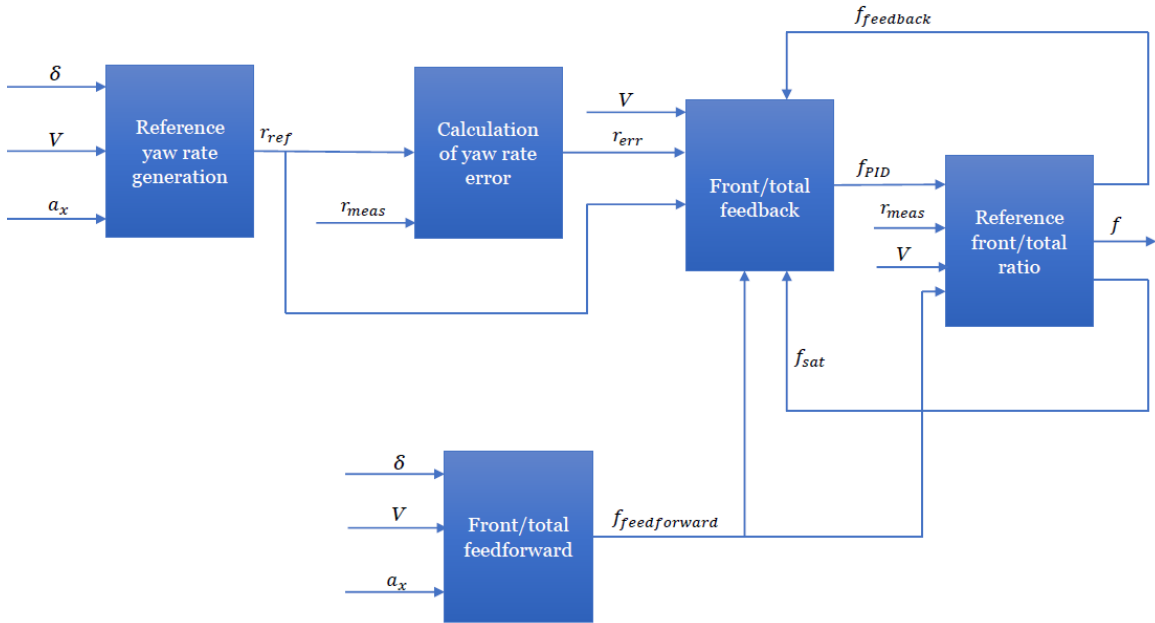 f_feedback
δ
V
a_x
Reference
yaw rate
generation
r_ref
r_meas
Calculation
of yaw rate
error
V
r_err
Front/total
feedback
f_PID
r_meas
V
Reference
front/total
ratio
f
f_sat
δ
V
a_x
Front/total
feedforward
f_feedforward